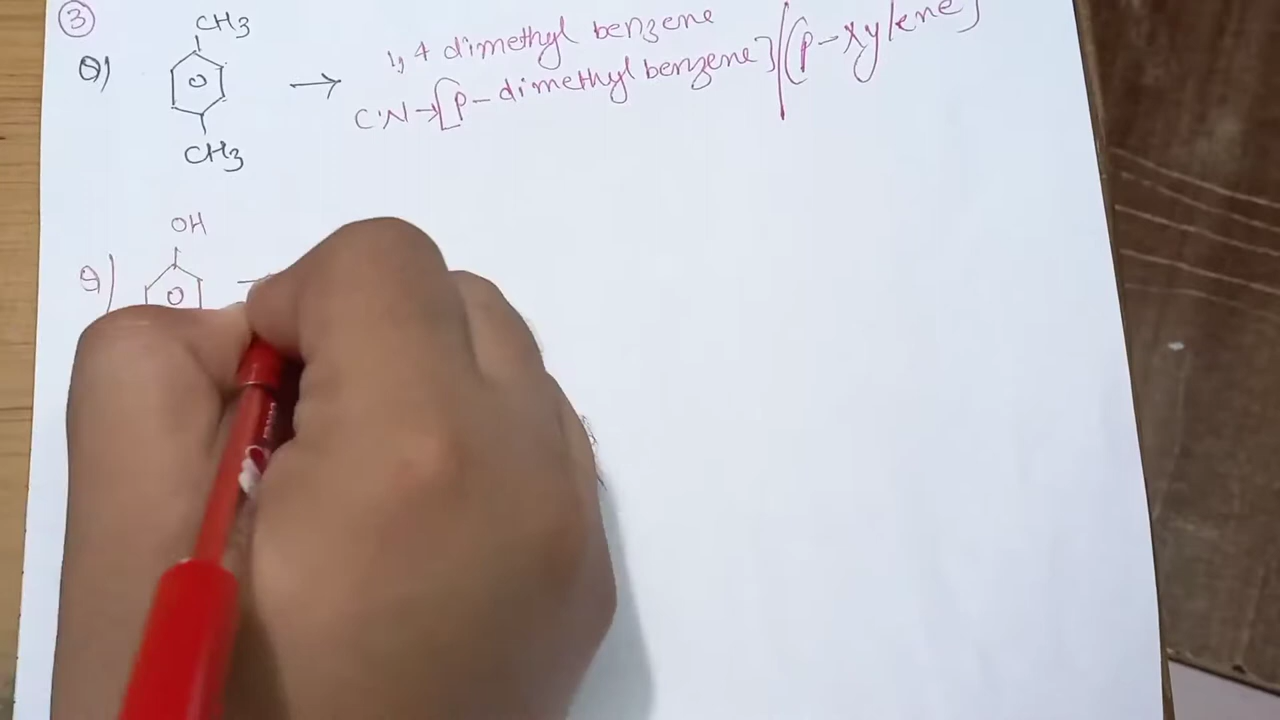 ③
Q) CH3 → 1,4 dimethyl benzene
CH3 C.N→[p-dimethyl benzene]/(p-xylene]
OH
Q)